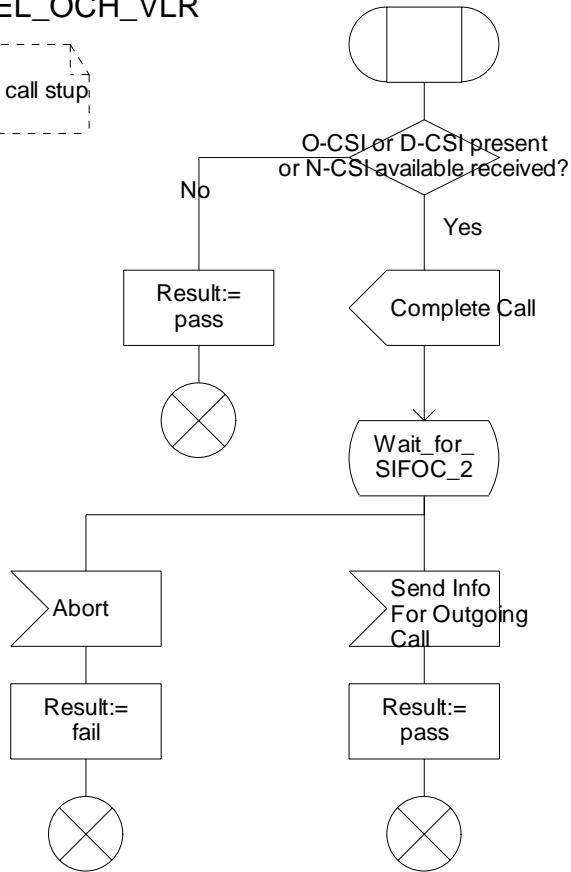 EL_OCH_VLR
call stup
O-CSI or D-CSI present
or N-CSI available received?
No
Yes
Result:=
pass
Complete Call
Wait_for_
SIFOC_2
Abort
Send Info
For Outgoing
Call
Result:=
fail
Result:=
pass